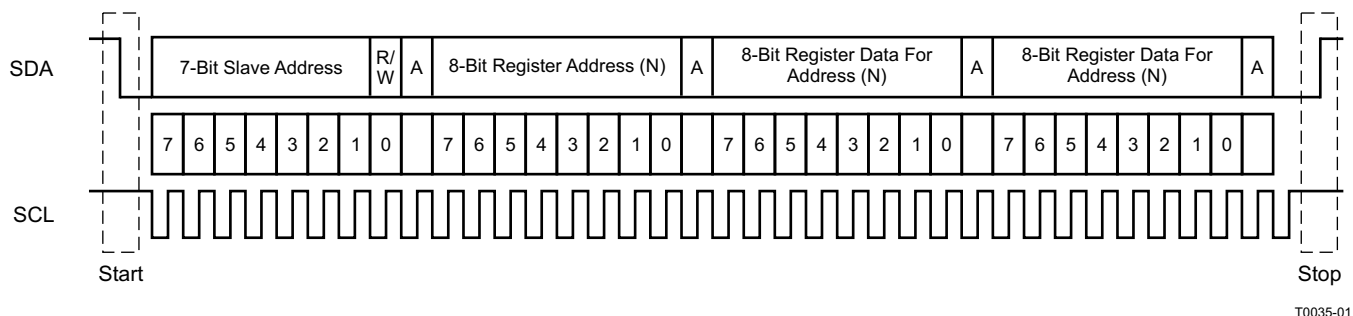 SDA
7-Bit Slave Address
R/
W
A
8-Bit Register Address (N)
A
8-Bit Register Data For
Address (N)
A
8-Bit Register Data For
Address (N)
A
7 6 5 4 3 2 1 0 7 6 5 4 3 2 1 0 7 6 5 4 3 2 1 0 7 6 5 4 3 2 1 0
SCL
Start
Stop
T0035-01